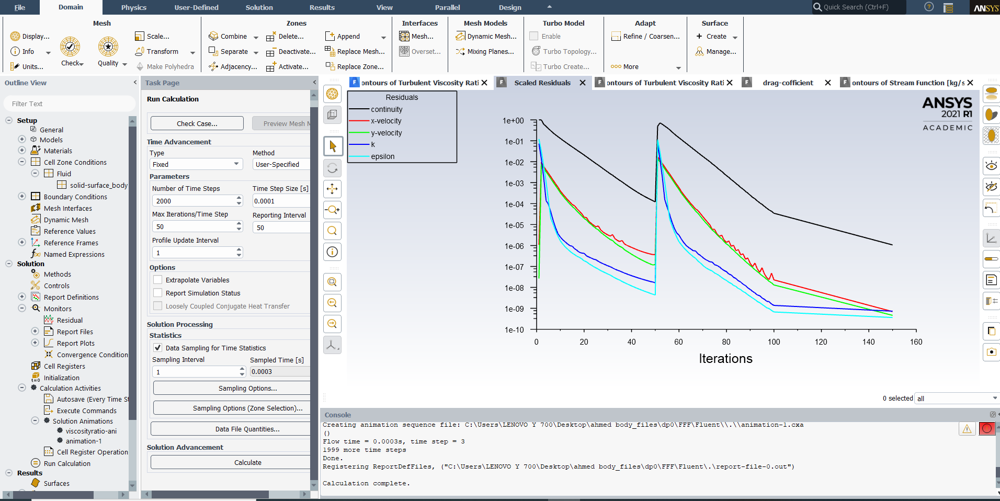 File Domain Physics User-Defined Solution Results View Parallel Design Quick Search (Ctrl+F) ANSYS
Mesh Zones Interfaces Mesh Models Turbo Model Adapt Surface
Display... Scale... Combine Delete... Append Mesh... Dynamic Mesh... Enable Refine / Coarsen... Create
Info Transform Separate Deactivate... Replace Mesh... Overset... Mixing Planes... Turbo Topology... Manage...
Check Quality
Units... Make Polyhedra Adjacency... Activate... Replace Zone... Turbo Create... More
Outline View
Filter Text
Setup
General
Models
Materials
Cell Zone Conditions
Fluid
solid-surface_body
Boundary Conditions
Mesh Interfaces
Dynamic Mesh
Reference Values
Reference Frames
Named Expressions
Solution
Methods
Controls
Report Definitions
Monitors
Residual
Report Files
Report Plots
Convergence Condition
Cell Registers
Initialization
Calculation Activities
Autosave (Every Time St
Execute Commands
Solution Animations
viscosityratio-ani
animation-1
Cell Register Operation
Run Calculation
Results
Surfaces
Task Page
Run Calculation
Check Case... Preview Mesh M
Time Advancement
Type Method
Fixed User-Specified
Parameters
Number of Time Steps Time Step Size [s]
2000 0.0001
Max Iterations/Time Step Reporting Interval
50 50
Profile Update Interval
1
Options
Extrapolate Variables
Report Simulation Status
Loosely Coupled Conjugate Heat Transfer
Solution Processing
Statistics
Data Sampling for Time Statistics
Sampling Interval Sampled Time [s]
1 0.0003
Sampling Options...
Sampling Options (Zone Selection)...
Data File Quantities...
Solution Advancement
Calculate
ontours of Turbulent Viscosity Rati Scaled Residuals ontours of Turbulent Viscosity Rati drag-cofficient ontours of Stream Function [kg/s
Residuals
continuity
x-velocity
y-velocity
k
epsilon
ANSYS
2021 R1
ACADEMIC
1e+00
1e-01
1e-02
1e-03
1e-04
1e-05
1e-06
1e-07
1e-08
1e-09
1e-10
0 20 40 60 80 100 120 140 160
Iterations
0 selected all
Console
Creating animation sequence file: C:\Users\LENOVO Y 700\Desktop\ahmed body_files\dp0\FFF\Fluent\\.\\animation-1.cxa
()
Flow time = 0.0003s, time step = 3
1999 more time steps
Done.
Registering ReportDefFiles, ("C:\Users\LENOVO Y 700\Desktop\ahmed body_files\dp0\FFF\Fluent\.\report-file-0.out")
Calculation complete.